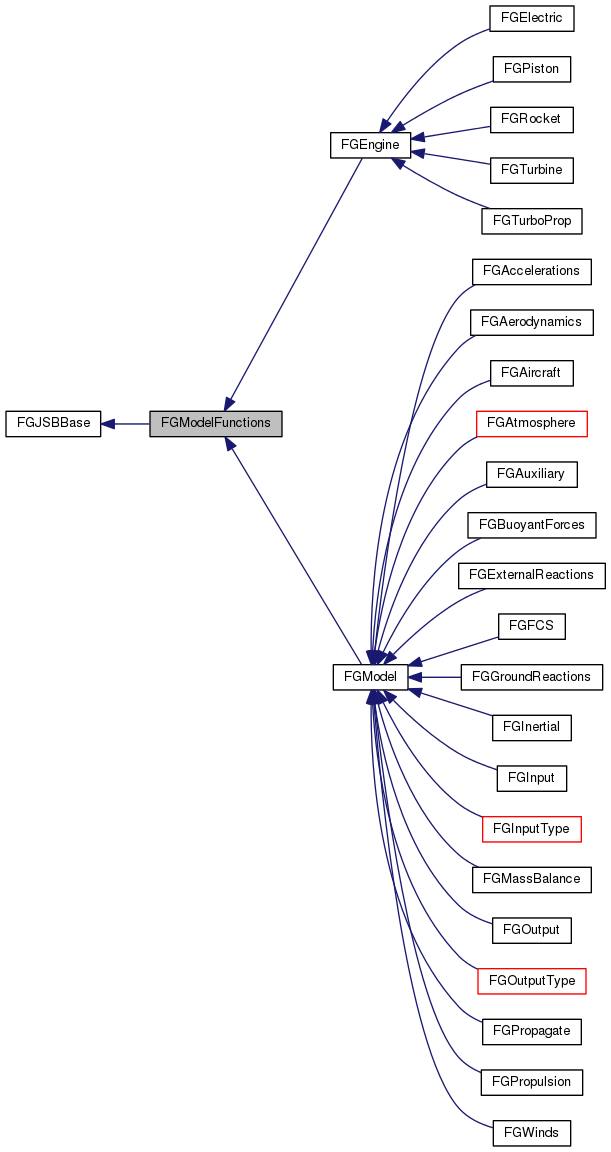 FGElectric
FGPiston
FGRocket
FGEngine
FGTurbine
FGTurboProp
FGAccelerations
FGAerodynamics
FGAircraft
FGJSBBase
FGModelFunctions
FGAtmosphere
FGAuxiliary
FGBuoyantForces
FGExternalReactions
FGFCS
FGModel
FGGroundReactions
FGInertial
FGInput
FGInputType
FGMassBalance
FGOutput
FGOutputType
FGPropagate
FGPropulsion
FGWinds